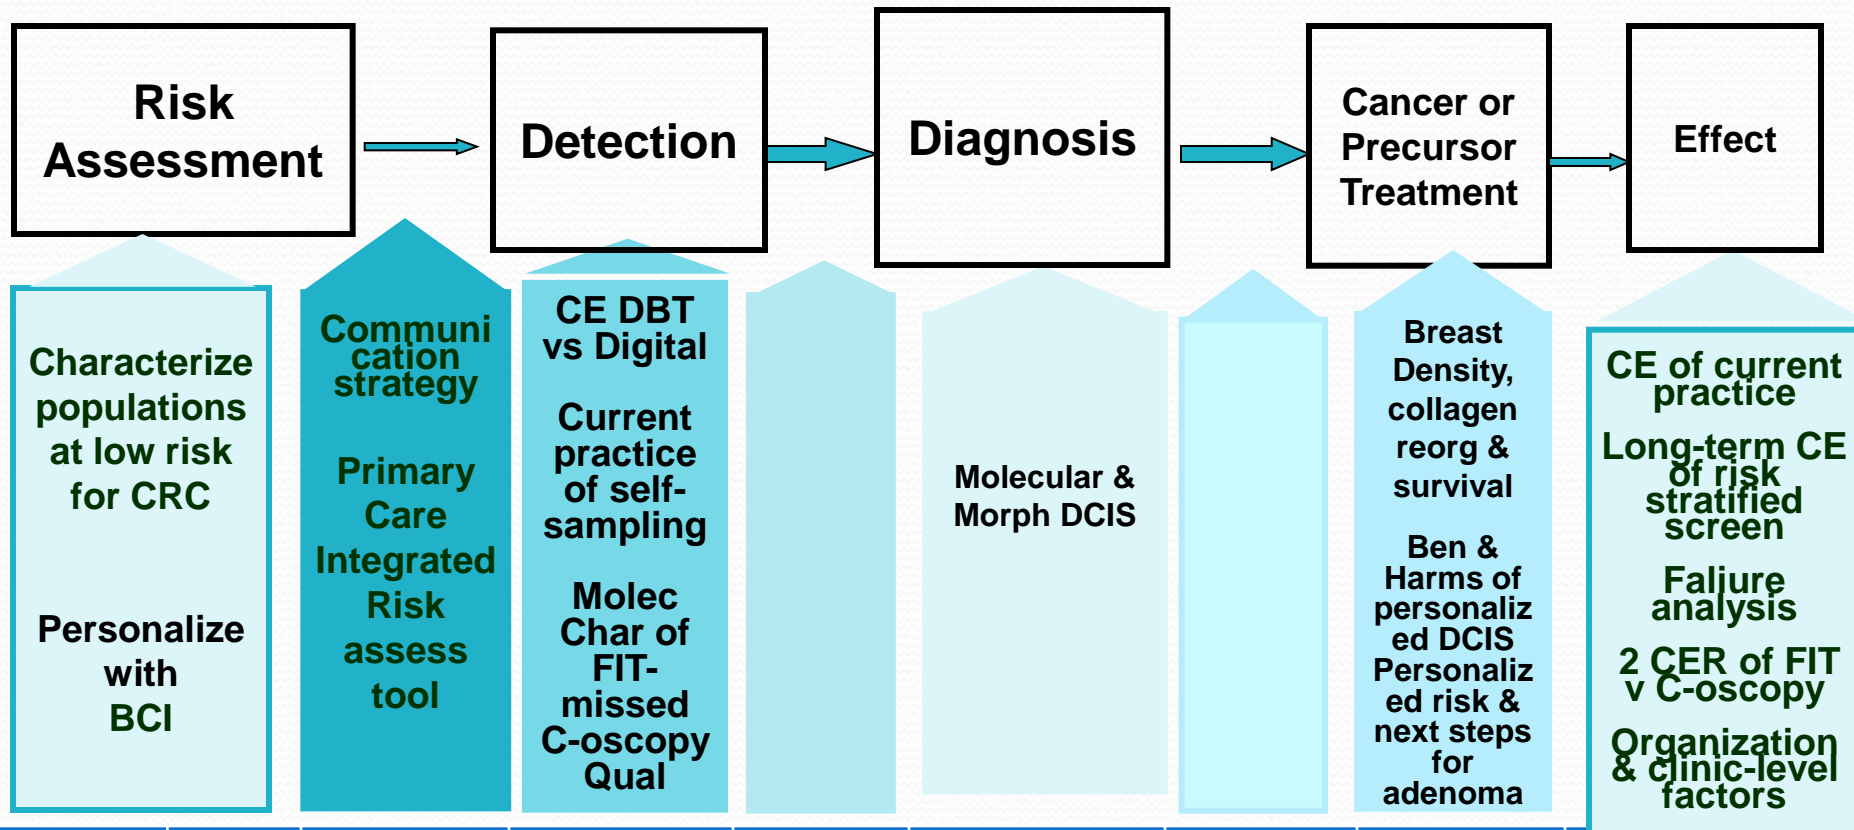 Risk
Assessment
Detection
Diagnosis
Cancer or
Precursor
Treatment
Effect
Characterize
populations
at low risk
for CRC
Personalize
with
BCI
Communi
cation
strategy
Primary
Care
Integrated
Risk
assess
tool
CE DBT
vs Digital
Current
practice
of self-
sampling
Molec
Char of
FIT-
missed
C-oscopy
Qual
Molecular &
Morph DCIS
Breast
Density,
collagen
reorg &
survival
Ben &
Harms of
personaliz
ed DCIS
Personaliz
ed risk &
next steps
for
adenoma
CE of current
practice
Long-term CE
of risk
stratified
screen
Faljure
analysis
2 CER of FIT
v C-oscopy
Organization
& clinic-level
factors